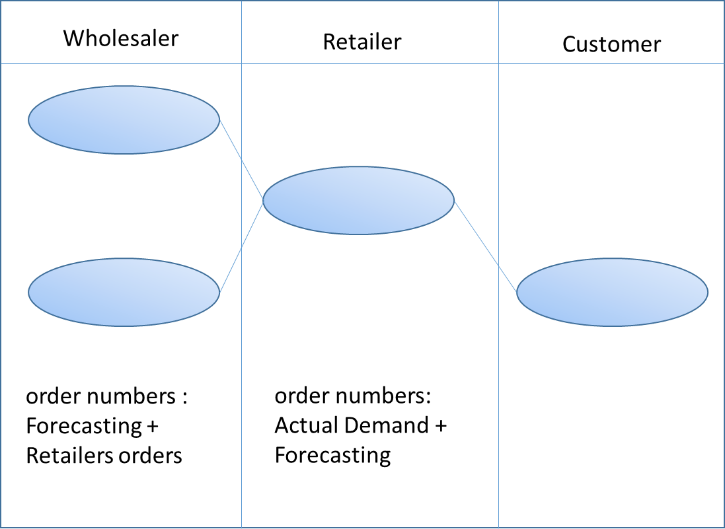 Wholesaler
Retailer
Customer
order numbers :
Forecasting +
Retailers orders
order numbers:
Actual Demand +
Forecasting